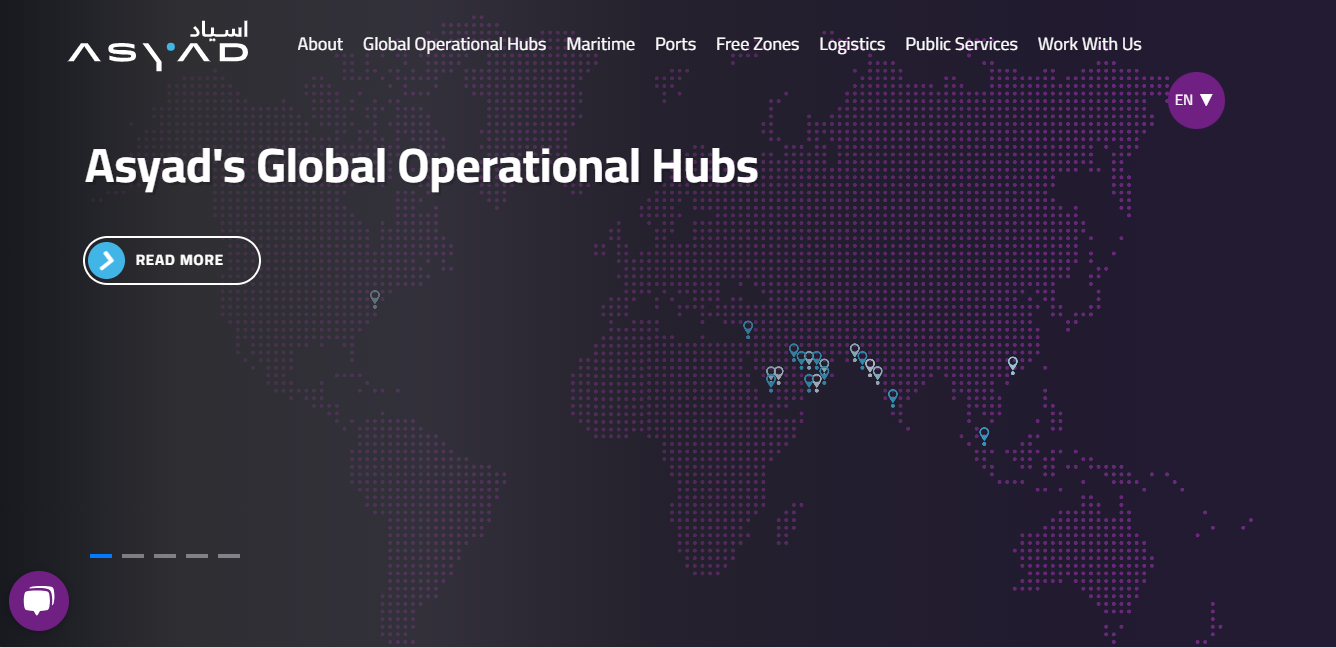 اسياد
ASYAD
About Global Operational Hubs Maritime Ports Free Zones Logistics Public Services Work With Us
EN
Asyad's Global Operational Hubs
READ MORE